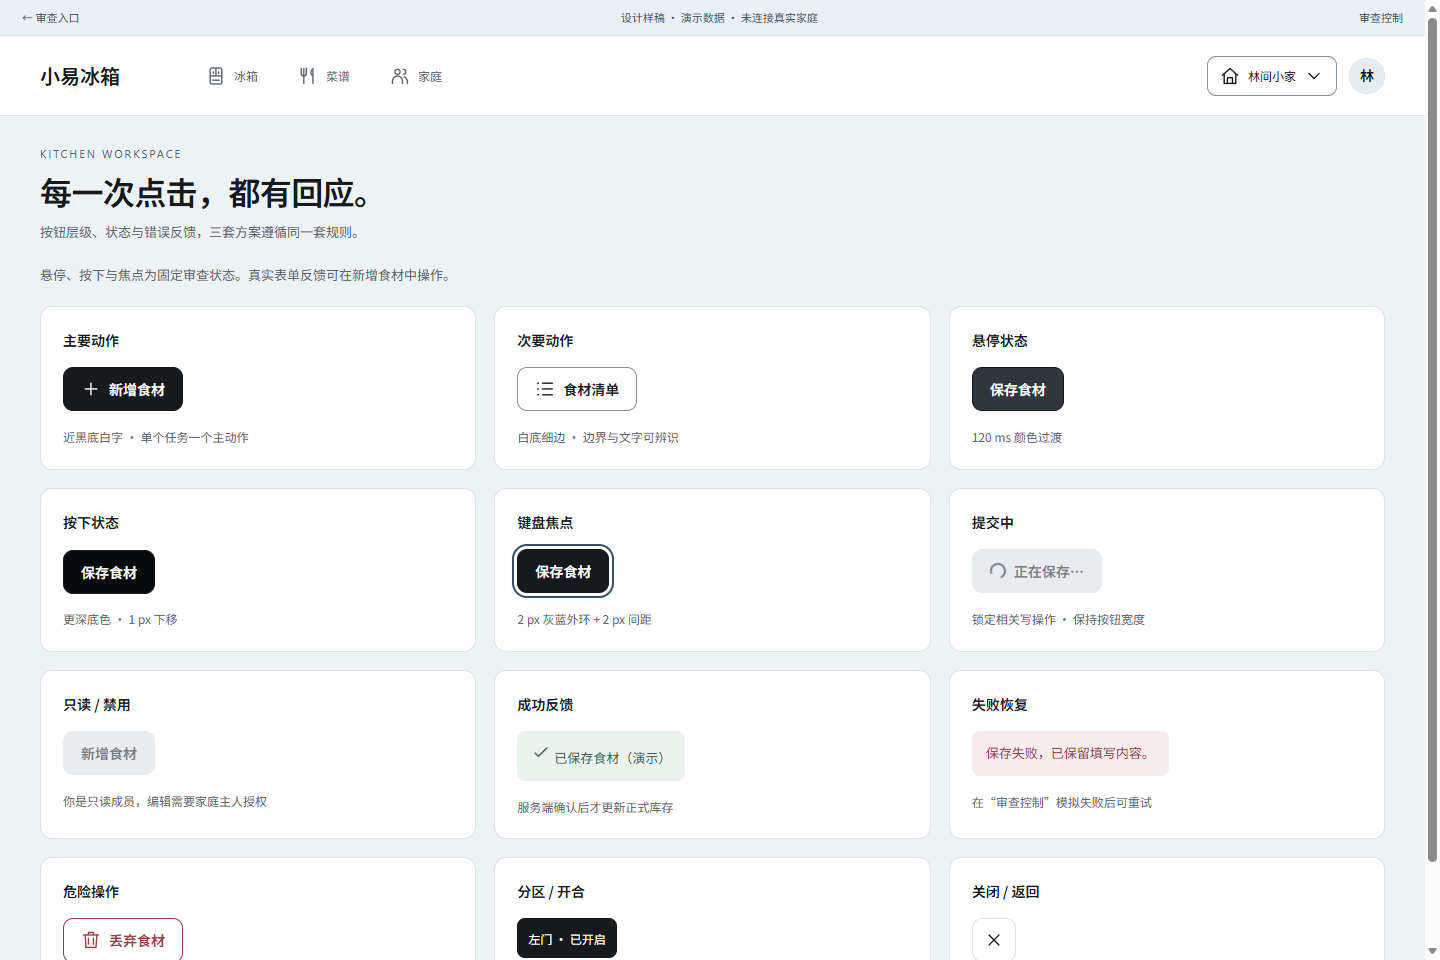 ← 审查入口
设计样稿 · 演示数据 · 未连接真实家庭
审查控制
小易冰箱
冰箱
菜谱
家庭
林间小家
林
KITCHEN WORKSPACE
每一次点击，都有回应。
按钮层级、状态与错误反馈，三套方案遵循同一套规则。
悬停、按下与焦点为固定审查状态。真实表单反馈可在新增食材中操作。
主要动作
新增食材
近黑底白字 · 单个任务一个主动作
次要动作
食材清单
白底细边 · 边界与文字可辨识
悬停状态
保存食材
120 ms 颜色过渡
按下状态
保存食材
更深底色 · 1 px 下移
键盘焦点
保存食材
2 px 灰蓝外环 + 2 px 间距
提交中
正在保存…
锁定相关写操作 · 保持按钮宽度
只读 / 禁用
新增食材
你是只读成员，编辑需要家庭主人授权
成功反馈
已保存食材（演示）
服务端确认后才更新正式库存
失败恢复
保存失败，已保留填写内容。
在“审查控制”模拟失败后可重试
危险操作
丢弃食材
分区 / 开合
左门 · 已开启
关闭 / 返回